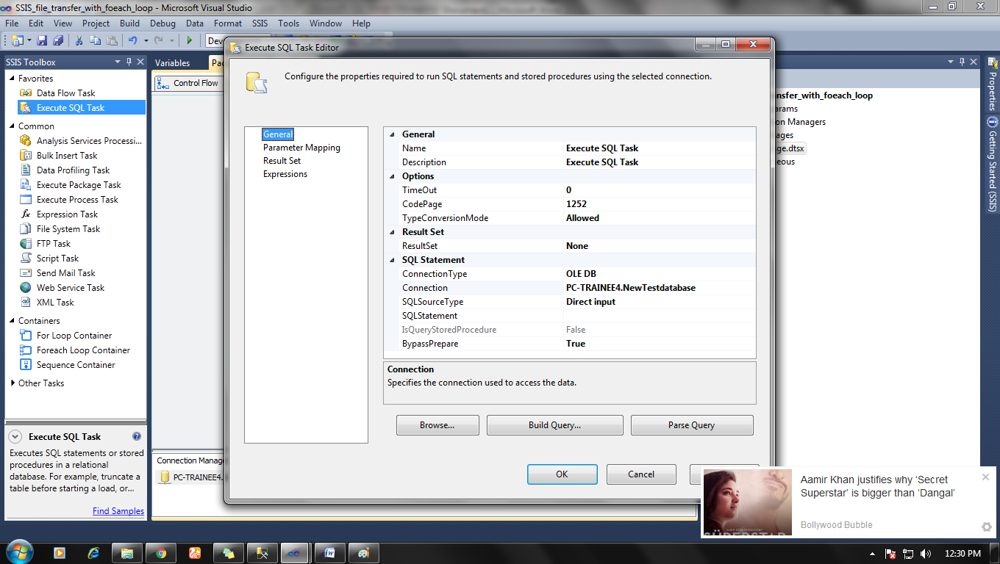 SSIS_file_transfer_with_foeach_loop - Microsoft Visual Studio
File Edit View Project Build Debug Data Format SSIS Tools Window Help
SSIS Toolbox
Favorites
Data Flow Task
Execute SQL Task
Common
Analysis Services Processi...
Bulk Insert Task
Data Profiling Task
Execute Package Task
Execute Process Task
Expression Task
File System Task
FTP Task
Script Task
Send Mail Task
Web Service Task
XML Task
Containers
For Loop Container
Foreach Loop Container
Sequence Container
Other Tasks
Execute SQL Task
Executes SQL statements or stored
procedures in a relational
database. For example, truncate a
table before starting a load, or...
Find Samples
Variables
Control Flow
Connection Manag
PC-TRAINEE4.
Execute SQL Task Editor
Configure the properties required to run SQL statements and stored procedures using the selected connection.
General
Parameter Mapping
Result Set
Expressions
General
Name Execute SQL Task
Description Execute SQL Task
Options
TimeOut 0
CodePage 1252
TypeConversionMode Allowed
Result Set
ResultSet None
SQL Statement
ConnectionType OLE DB
Connection PC-TRAINEE4.NewTestdatabase
SQLSourceType Direct input
SQLStatement
IsQueryStoredProcedure False
BypassPrepare True
Connection
Specifies the connection used to access the data.
Browse... Build Query... Parse Query
OK Cancel
nsfer_with_foeach_loop
arams
on Managers
ages
ge.dtsx
eous
Properties
Getting Started (SSIS)
Aamir Khan justifies why ‘Secret
Superstar’ is bigger than ‘Dangal’
Bollywood Bubble
12:30 PM